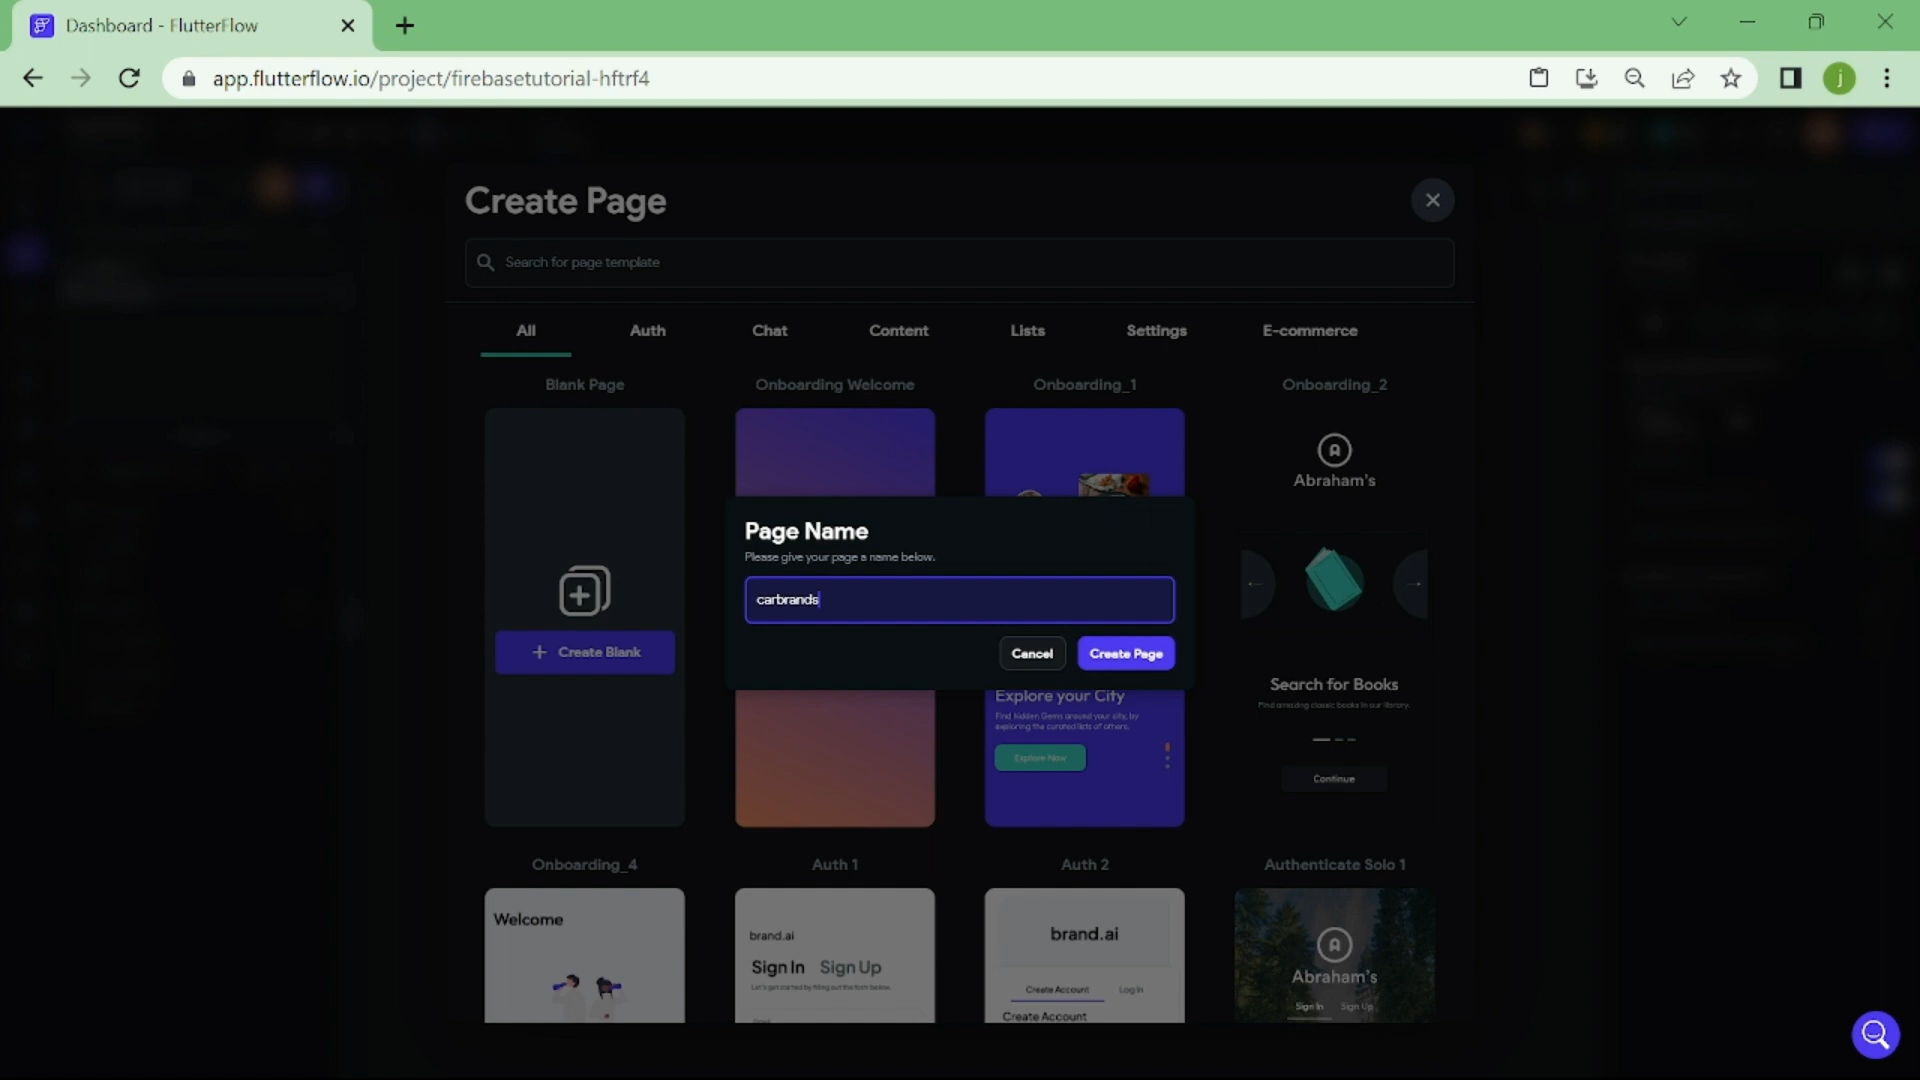 Dashboard - FlutterFlow
app.flutterflow.io/project/firebasetutorial-hftrf4
j
Create Page
Search for page template
All Auth Chat Content Lists Settings E-commerce
Blank Page Onboarding Welcome Onboarding_1 Onboarding_2
Abraham's
Page Name
Please give your page a name below.
carbrands
Cancel Create Page
+ Create Blank
Explore your City
Find hidden Gems around your city, by
exploring the curated lists of others.
Explore Now
Search for Books
Find amazing classic books in our library.
Continue
Onboarding_4 Auth 1 Auth 2 Authenticate Solo 1
Welcome
brand.ai
Sign In Sign Up
Let's get started by filling out the form below.
brand.ai
Create Account Log In
Create Account
Abraham's
Sign In Sign Up